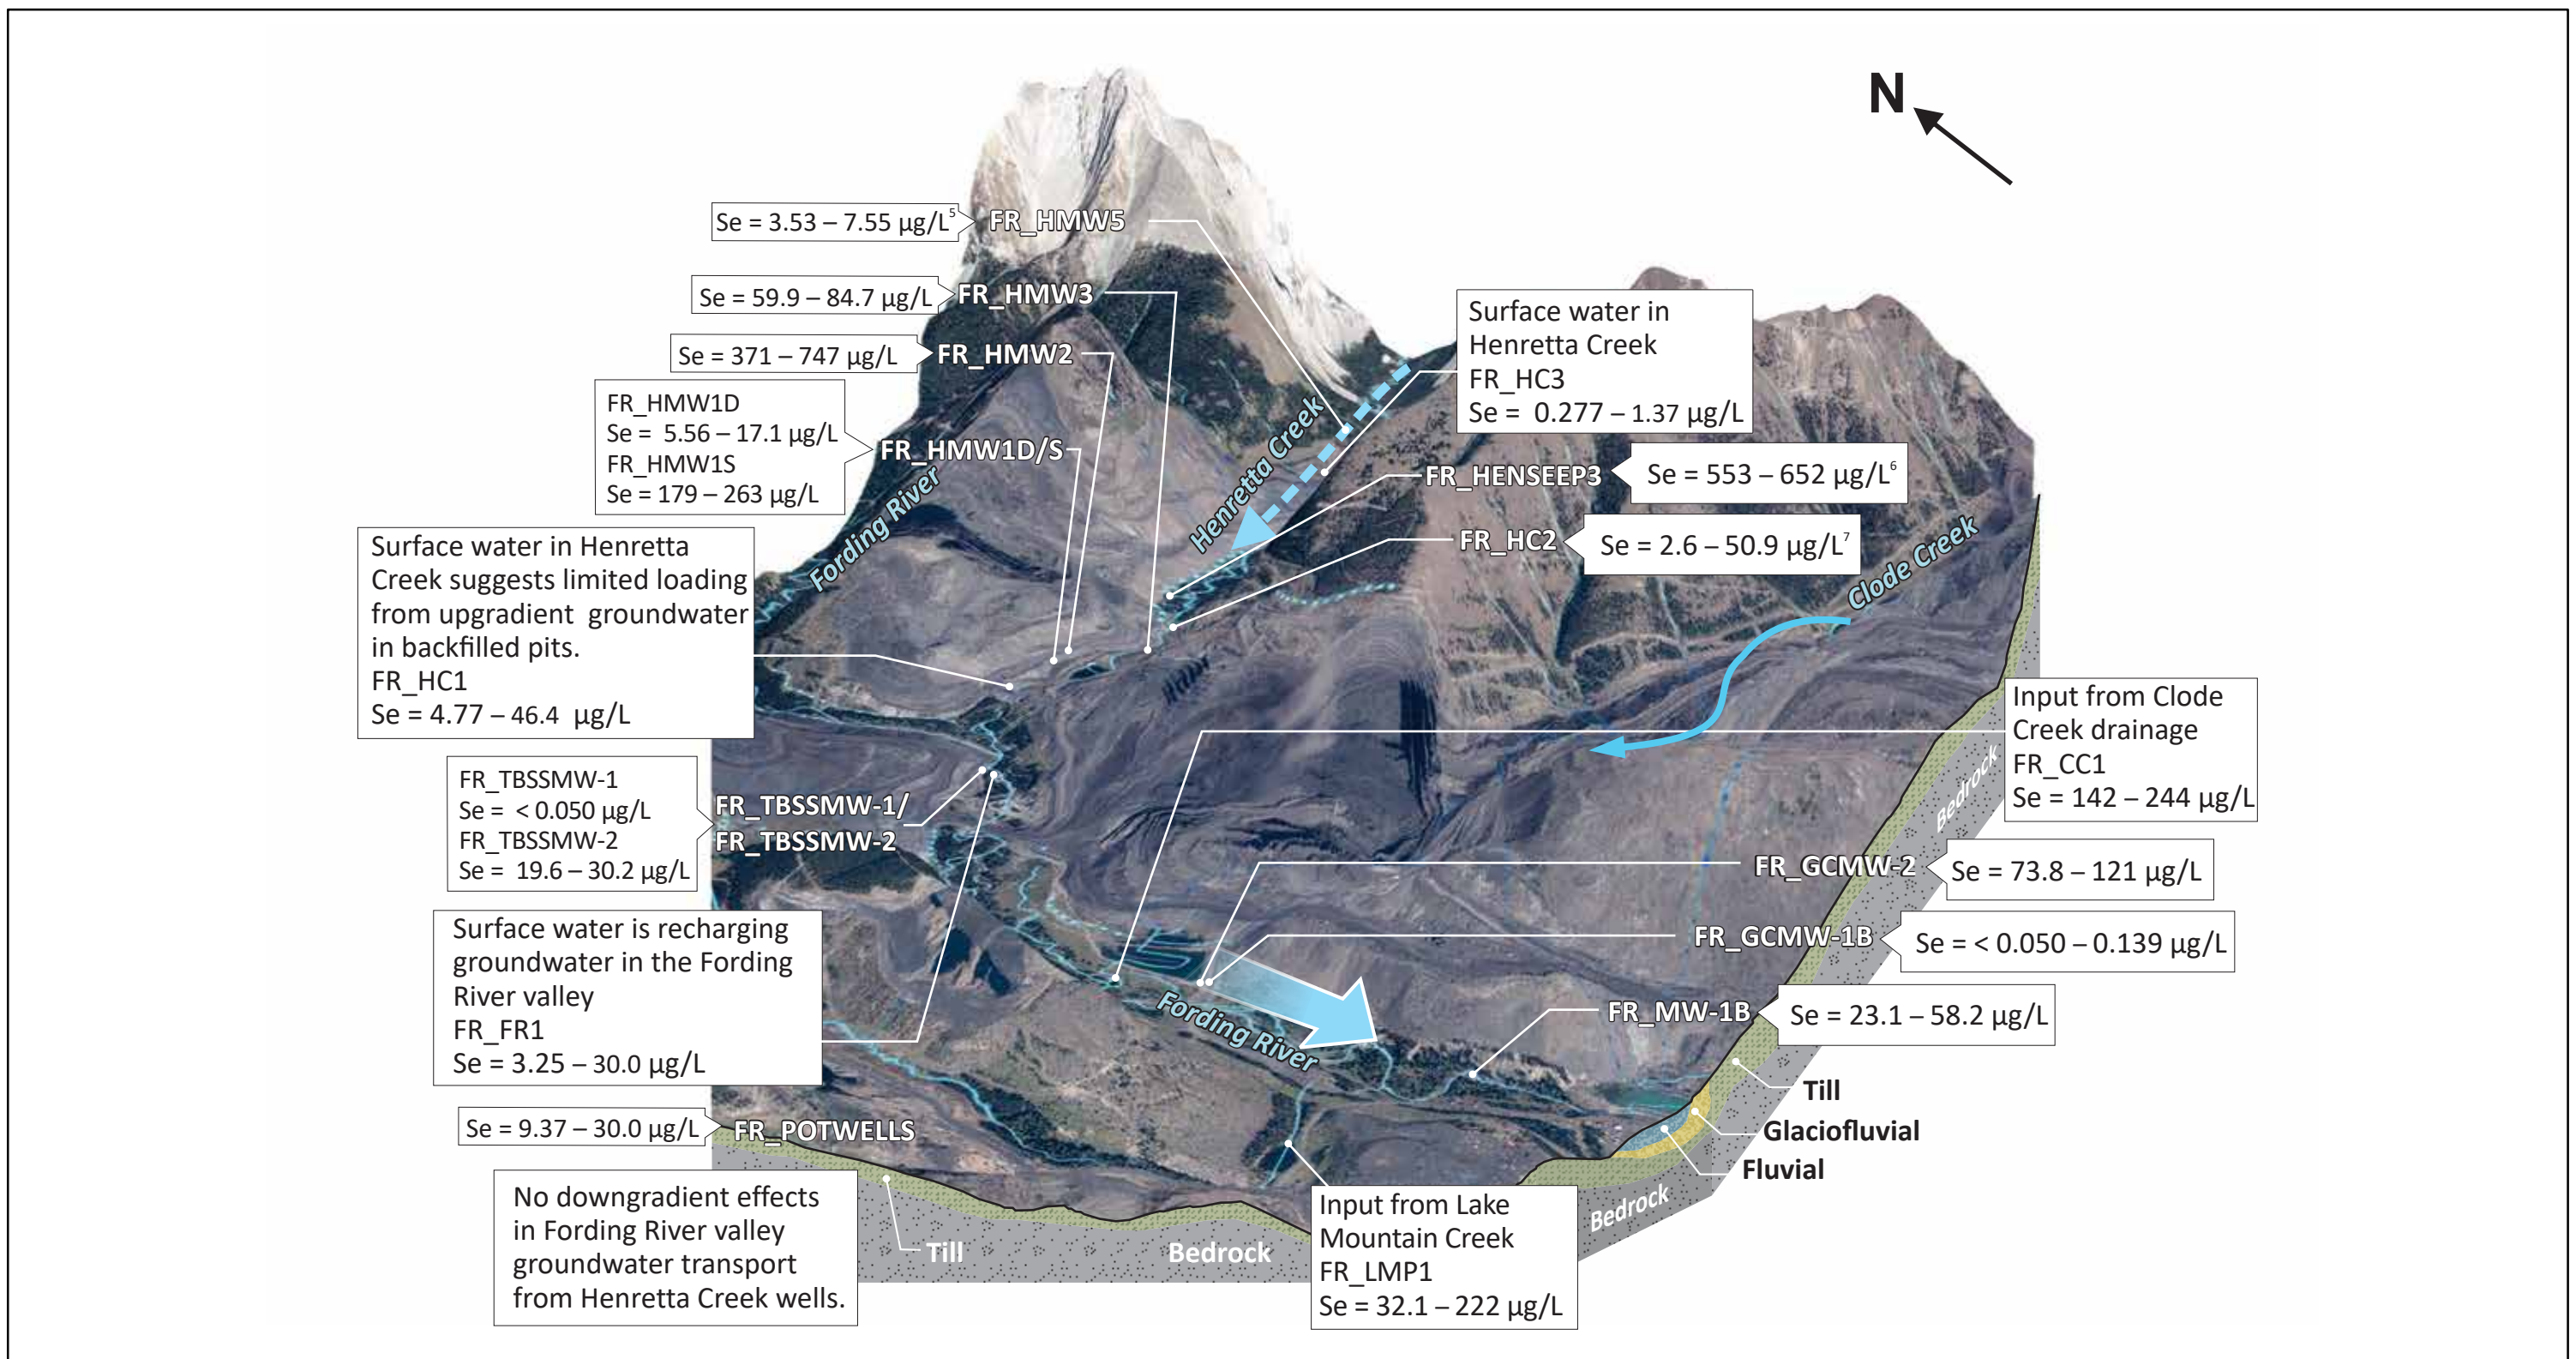 N
Se = 3.53 – 7.55 µg/L⁵
FR_HMW5
Se = 59.9 – 84.7 µg/L
FR_HMW3
Se = 371 – 747 µg/L
FR_HMW2
FR_HMW1D
Se = 5.56 – 17.1 µg/L
FR_HMW1S
Se = 179 – 263 µg/L
FR_HMW1D/S
Surface water in
Henretta Creek
FR_HC3
Se = 0.277 – 1.37 µg/L
Henretta Creek
Fording River
FR_HENSEEP3
Se = 553 – 652 µg/L⁶
FR_HC2
Se = 2.6 – 50.9 µg/L⁷
Clode Creek
Surface water in Henretta
Creek suggests limited loading
from upgradient groundwater
in backfilled pits.
FR_HC1
Se = 4.77 – 46.4 µg/L
Input from Clode
Creek drainage
FR_CC1
Se = 142 – 244 µg/L
Bedrock
FR_TBSSMW-1
Se = < 0.050 µg/L
FR_TBSSMW-2
Se = 19.6 – 30.2 µg/L
FR_TBSSMW-1/
FR_TBSSMW-2
FR_GCMW-2
Se = 73.8 – 121 µg/L
FR_GCMW-1B
Se = < 0.050 – 0.139 µg/L
Surface water is recharging
groundwater in the Fording
River valley
FR_FR1
Se = 3.25 – 30.0 µg/L
Fording River
FR_MW-1B
Se = 23.1 – 58.2 µg/L
Till
Glaciofluvial
Fluvial
Se = 9.37 – 30.0 µg/L
FR_POTWELLS
No downgradient effects
in Fording River valley
groundwater transport
from Henretta Creek wells.
Till
Bedrock
Input from Lake
Mountain Creek
FR_LMP1
Se = 32.1 – 222 µg/L
Bedrock